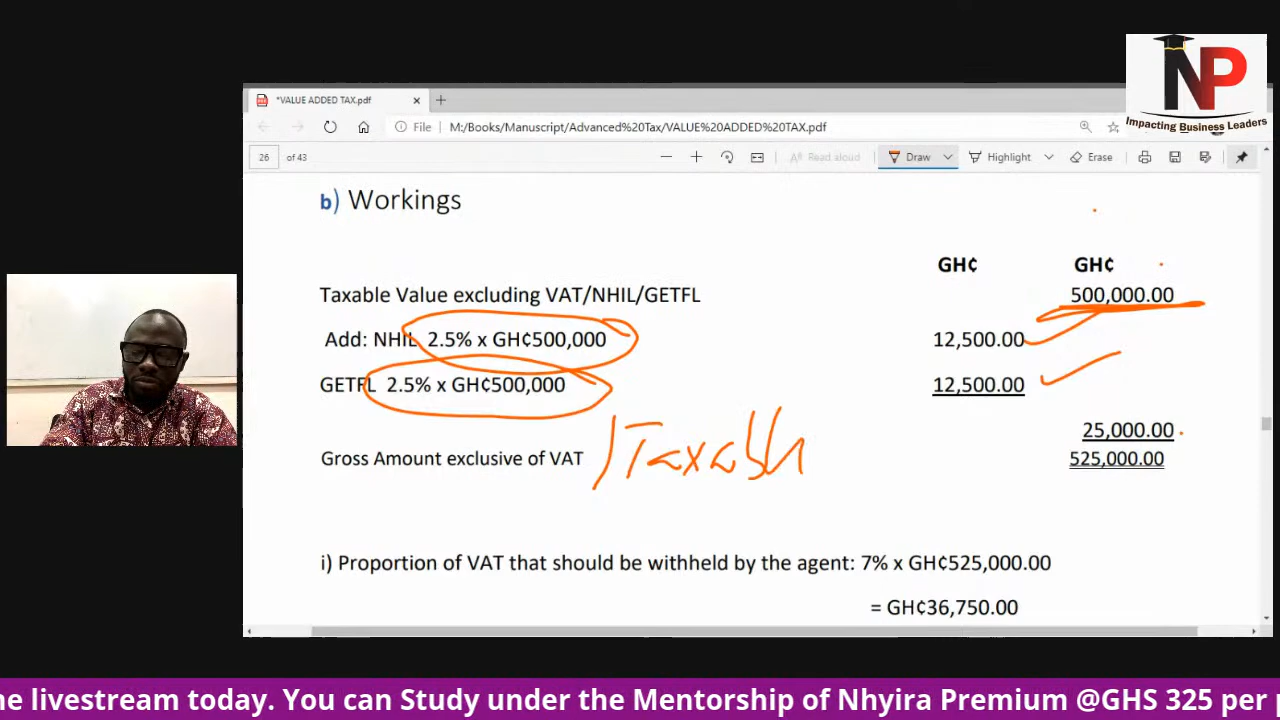 NP
Impacting Business Leaders
*VALUE ADDED TAX.pdf
File M:/Books/Manuscript/Advanced%20Tax/VALUE%20ADDED%20TAX.pdf
26 of 43 Read aloud Draw Highlight Erase
b) Workings
GH¢ GH¢
Taxable Value excluding VAT/NHIL/GETFL 500,000.00
Add: NHIL 2.5% x GH¢500,000 12,500.00
GETFL 2.5% x GH¢500,000 12,500.00
25,000.00
Gross Amount exclusive of VAT 525,000.00
i) Proportion of VAT that should be withheld by the agent: 7% x GH¢525,000.00
= GH¢36,750.00
he livestream today. You can Study under the Mentorship of Nhyira Premium @GHS 325 per